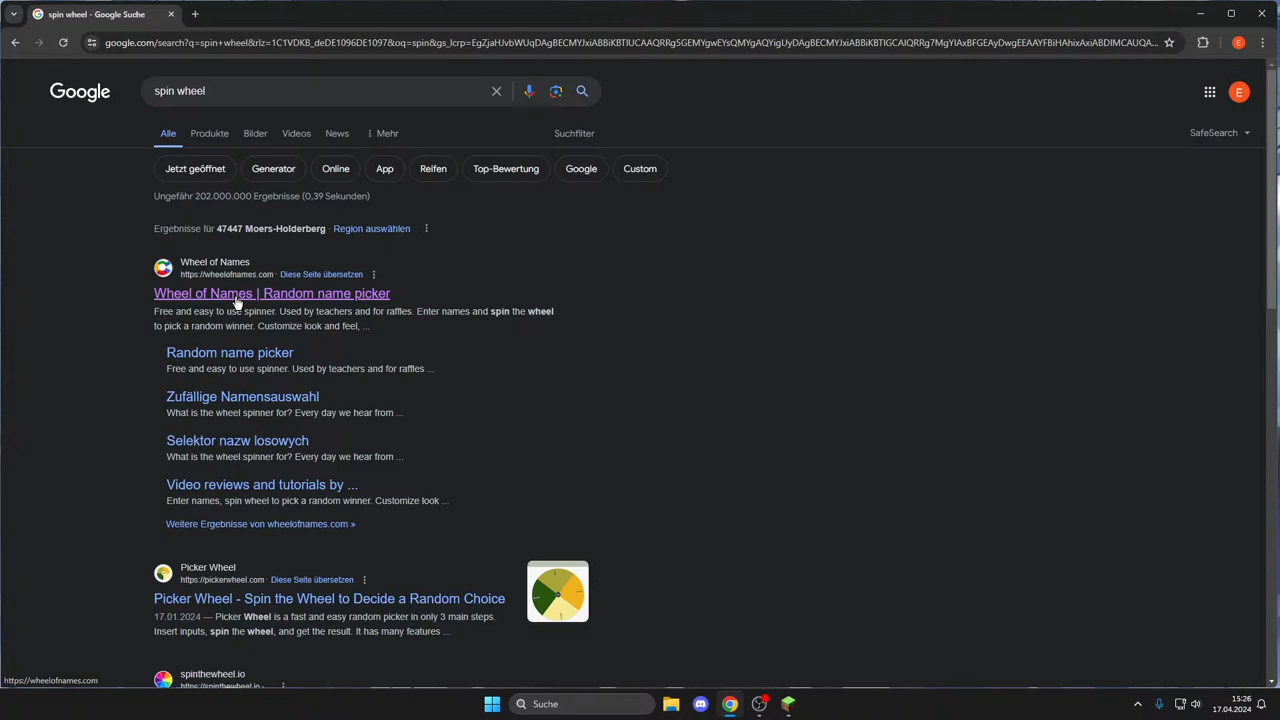 spin wheel - Google Suche
google.com/search?q=spin+wheel&rlz=1C1VDKB_deDE1096DE1097&oq=spin&gs_lcrp=
Google
spin wheel
E
Alle Produkte Bilder Videos News Mehr Suchfilter
SafeSearch
Jetzt geöffnet Generator Online App Reifen Top-Bewertung Google Custom
Ungefähr 202.000.000 Ergebnisse (0,39 Sekunden)
Ergebnisse für 47447 Moers-Holderberg · Region auswählen
Wheel of Names
https://wheelofnames.com · Diese Seite übersetzen
Wheel of Names | Random name picker
Free and easy to use spinner. Used by teachers and for raffles. Enter names and spin the wheel
to pick a random winner. Customize look and feel, ...
Random name picker
Free and easy to use spinner. Used by teachers and for raffles ...
Zufällige Namensauswahl
What is the wheel spinner for? Every day we hear from ...
Selektor nazw losowych
What is the wheel spinner for? Every day we hear from ...
Video reviews and tutorials by ...
Enter names, spin wheel to pick a random winner. Customize look ...
Weitere Ergebnisse von wheelofnames.com »
Picker Wheel
https://pickerwheel.com · Diese Seite übersetzen
Picker Wheel - Spin the Wheel to Decide a Random Choice
17.01.2024 — Picker Wheel is a fast and easy random picker in only 3 main steps.
Insert inputs, spin the wheel, and get the result. It has many features ...
spinthewheel.io
https://spinthewheel.io
https://wheelofnames.com
Suche
15:26
17.04.2024